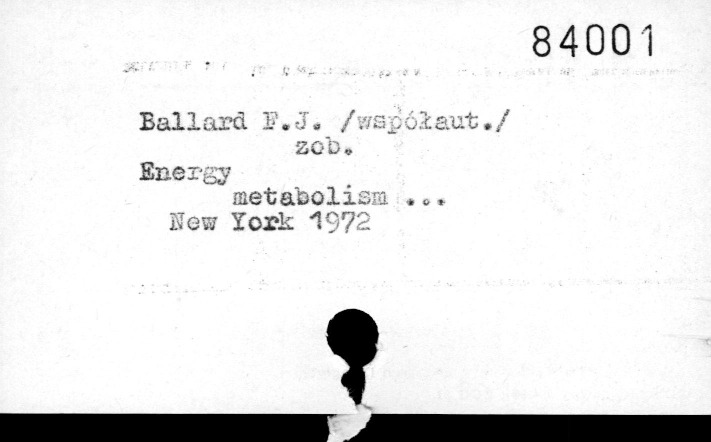 84001
Ballard F.J. /współaut./
zob.
Energy
metabolism ...
New York 1972